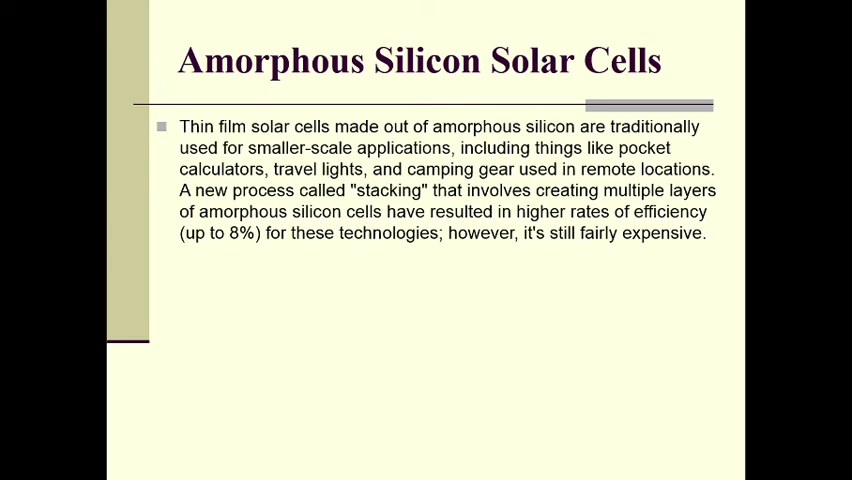 Amorphous Silicon Solar Cells
Thin film solar cells made out of amorphous silicon are traditionally
used for smaller-scale applications, including things like pocket
calculators, travel lights, and camping gear used in remote locations.
A new process called "stacking" that involves creating multiple layers
of amorphous silicon cells have resulted in higher rates of efficiency
(up to 8%) for these technologies; however, it's still fairly expensive.